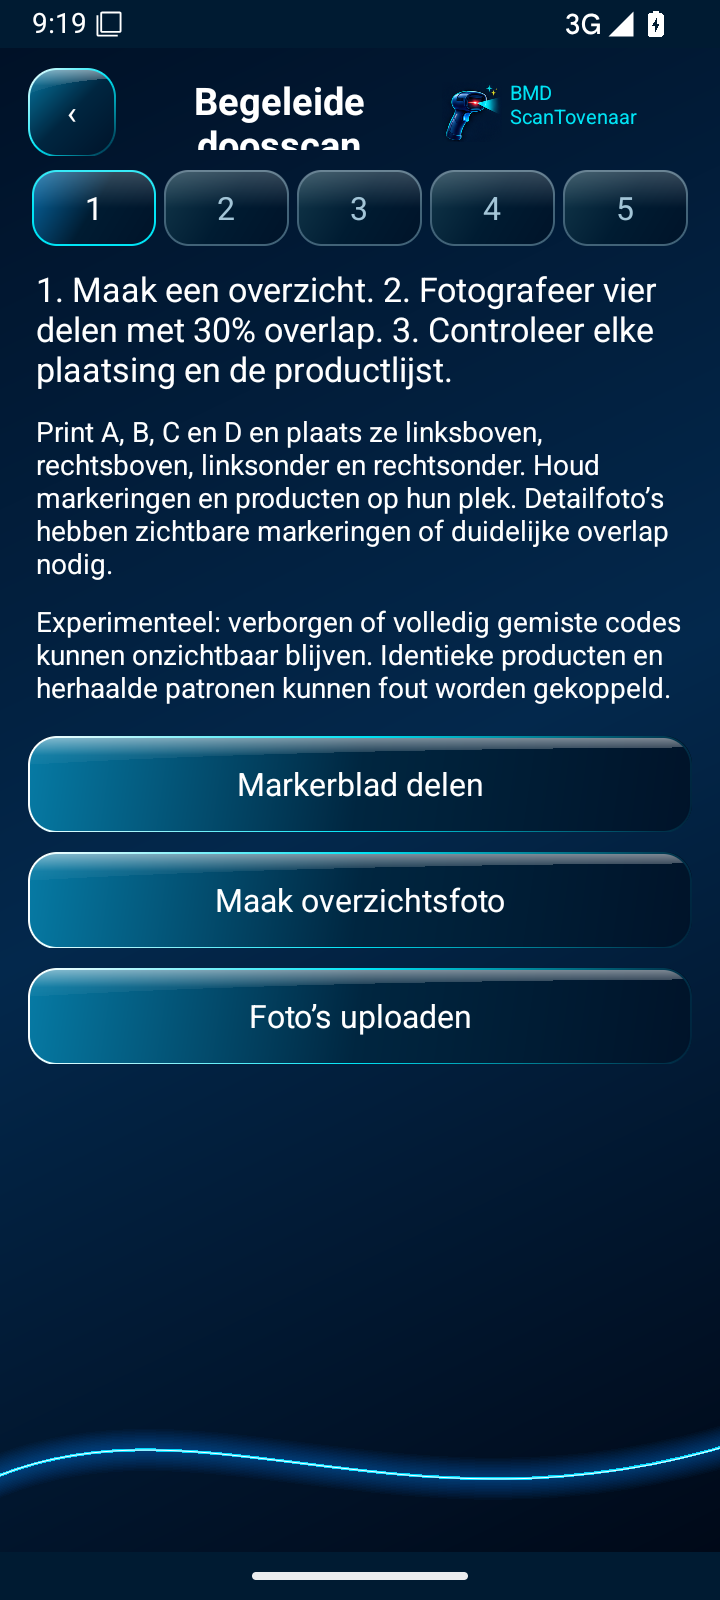 9:19
3G
‹
Begeleide
doosscan
BMD
ScanTovenaar
1
2
3
4
5
1. Maak een overzicht. 2. Fotografeer vier
delen met 30% overlap. 3. Controleer elke
plaatsing en de productlijst.
Print A, B, C en D en plaats ze linksboven,
rechtsboven, linksonder en rechtsonder. Houd
markeringen en producten op hun plek. Detailfoto’s
hebben zichtbare markeringen of duidelijke overlap
nodig.
Experimenteel: verborgen of volledig gemiste codes
kunnen onzichtbaar blijven. Identieke producten en
herhaalde patronen kunnen fout worden gekoppeld.
Markerblad delen
Maak overzichtsfoto
Foto’s uploaden